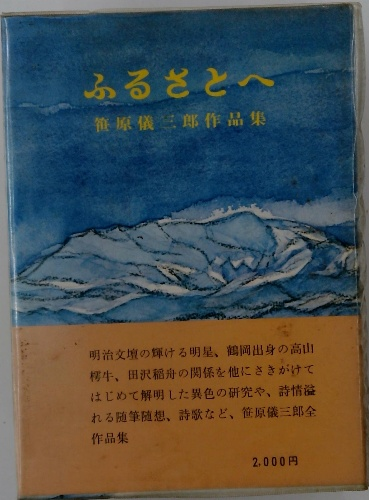 ふるさとへ
笹原儀三郎作品集
明治文壇の輝ける明星、鶴岡出身の高山
樗牛、田沢稲舟の関係を他にさきがけて
はじめて解明した異色の研究や、詩情溢
れる随筆随想、詩歌など、笹原儀三郎全
作品集
2,000円